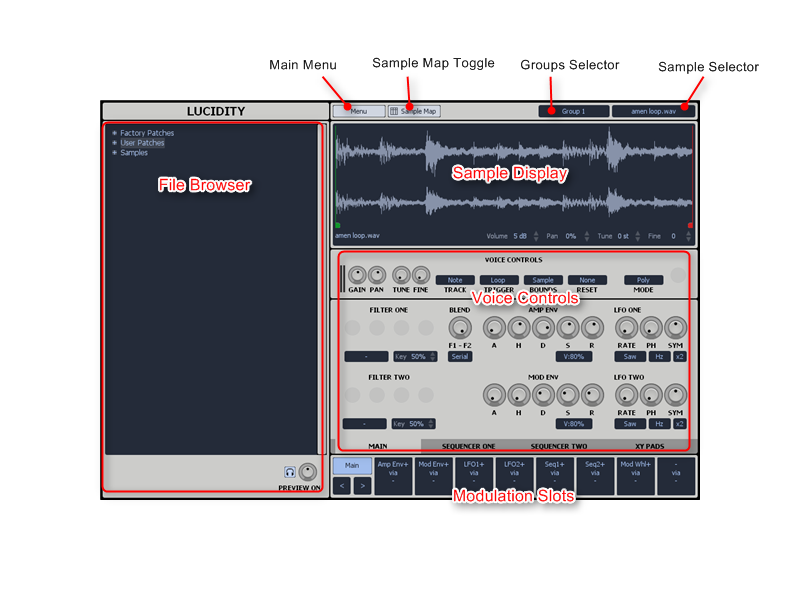 Main Menu
Sample Map Toggle
Groups Selector
Sample Selector
LUCIDITY
Menu
Sample Map
Group 1
amen loop.wav
Factory Patches
User Patches
Samples
File Browser
Sample Display
amen loop.wav
Volume 5 dB Pan 0% Tune 0 st Fine 0
VOICE CONTROLS
Note Loop Sample None Poly
GAIN PAN TUNE FINE TRACK TRIGGER BOUNDS RESET MODE
Voice Controls
FILTER ONE BLEND AMP ENV LFO ONE
F1 - F2 A H D S R RATE PH SYM
- Key 50% Serial V:80% Saw Hz x2
FILTER TWO MOD ENV LFO TWO
A H D S R RATE PH SYM
- Key 50% V:80% Saw Hz x2
MAIN SEQUENCER ONE SEQUENCER TWO XY PADS
Main Amp Env+ Mod Env+ LFO1+ LFO2+ Seq1+ Seq2+ Mod Whl+ -
via via via via via via via via
< > - - - - - - - -
Modulation Slots
PREVIEW ON